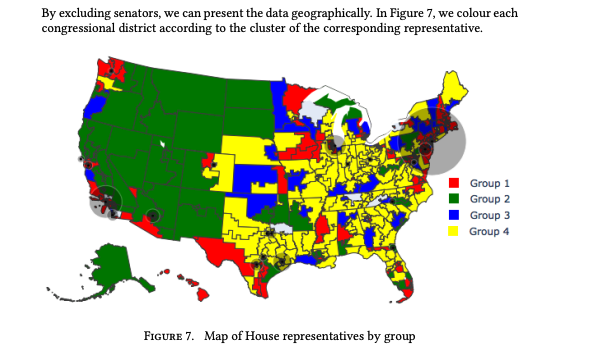 By excluding senators, we can present the data geographically. In Figure 7, we colour each
congressional district according to the cluster of the corresponding representative.
Group 1
Group 2
Group 3
Group 4
FIGURE 7. Map of House representatives by group